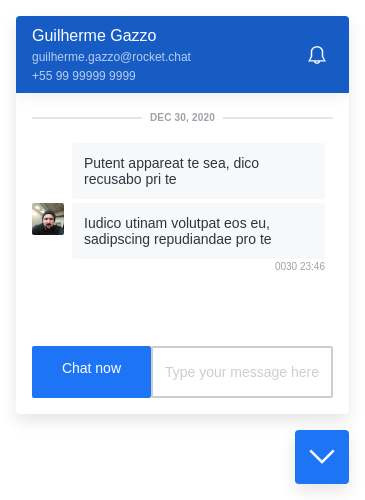 Guilherme Gazzo
guilherme.gazzo@rocket.chat
+55 99 99999 9999
DEC 30, 2020
Putent appareat te sea, dico
recusabo pri te
Iudico utinam volutpat eos eu,
sadipscing repudiandae pro te
0030 23:46
Chat now
Type your message here